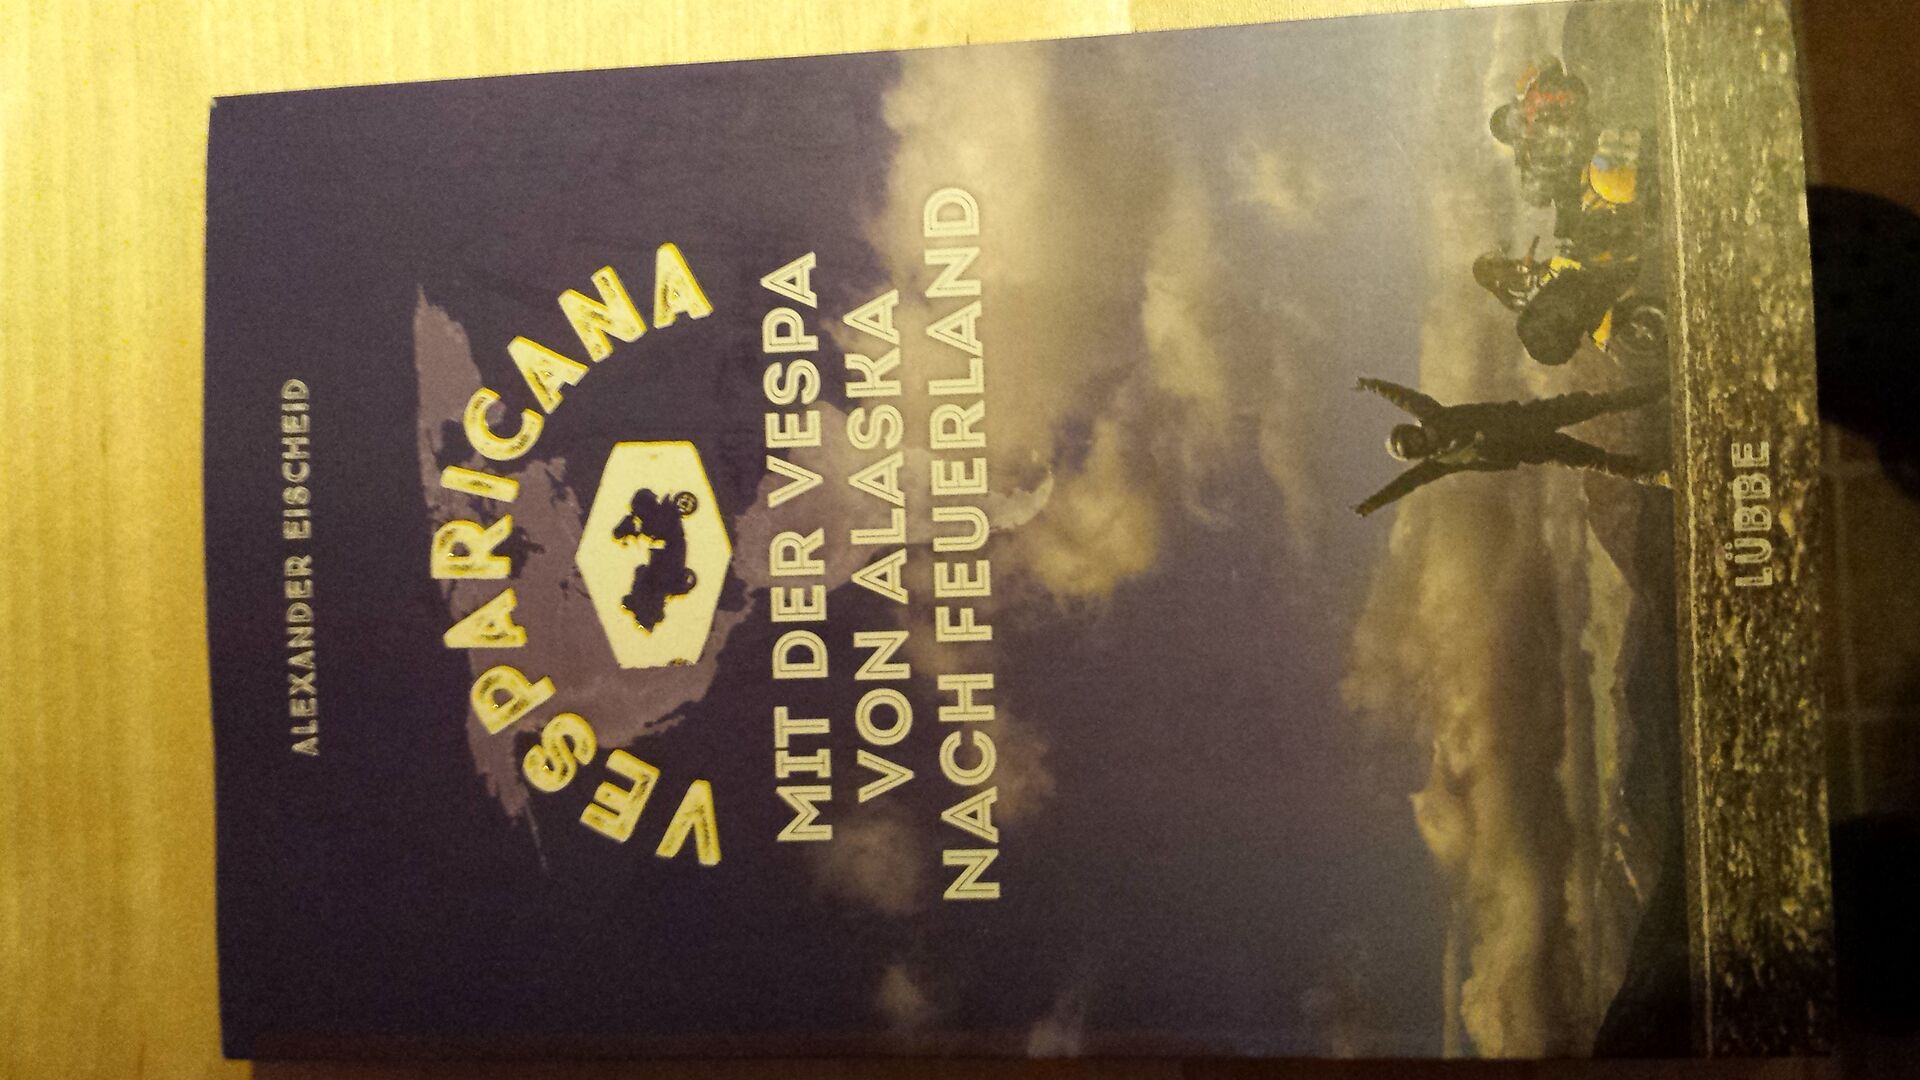 ALEXANDER EISCHEID
VESPARICANA
MIT DER VESPA
VON ALASKA
NACH FEUERLAND
LÜBBE